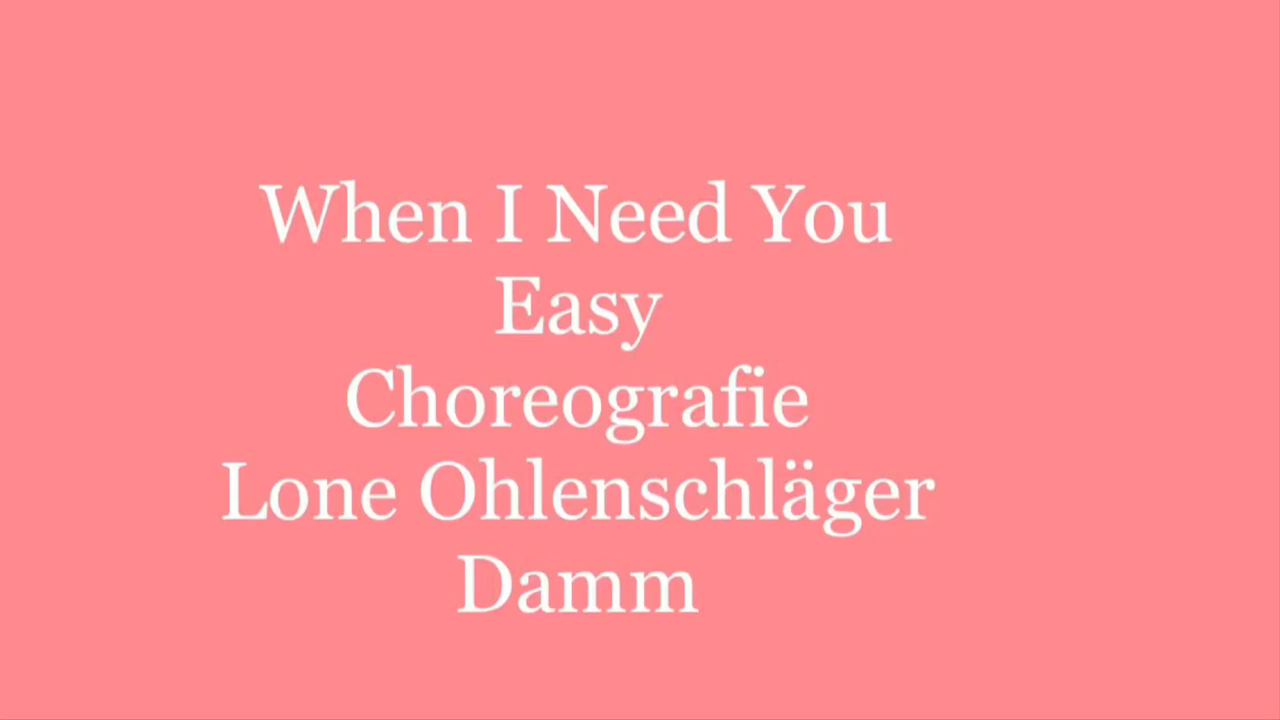 When I Need You
Easy
Choreografie
Lone Ohlenschläger
Damm